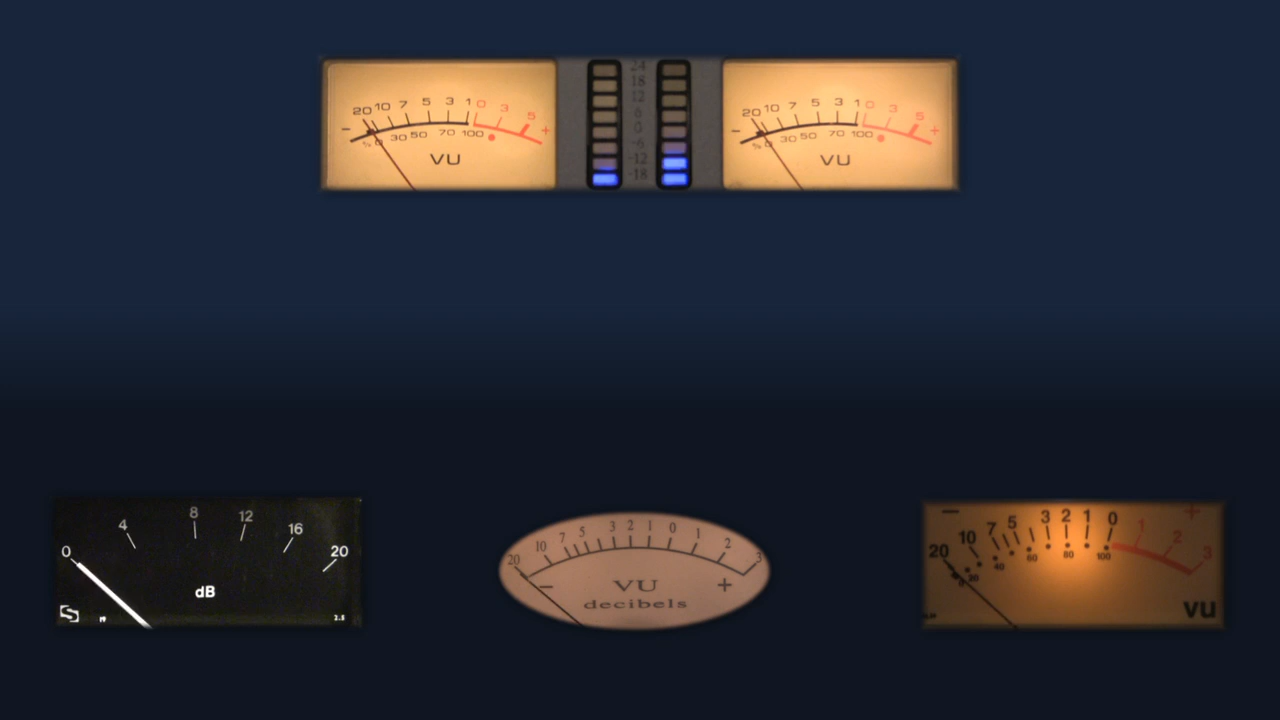 20 10 7 5 3 1 0 3 5
- +
% 0 30 50 70 100
VU
24
18
12
6
0
-6
-12
-18
20 10 7 5 3 1 0 3 5
- +
% 0 30 50 70 100
VU
0 4 8 12 16 20
dB
2.5
20 10 7 5 3 2 1 0 1 2 3
- +
VU
decibels
- +
20 10 7 5 3 2 1 0 1 2 3
0 20 40 60 80 100
vu